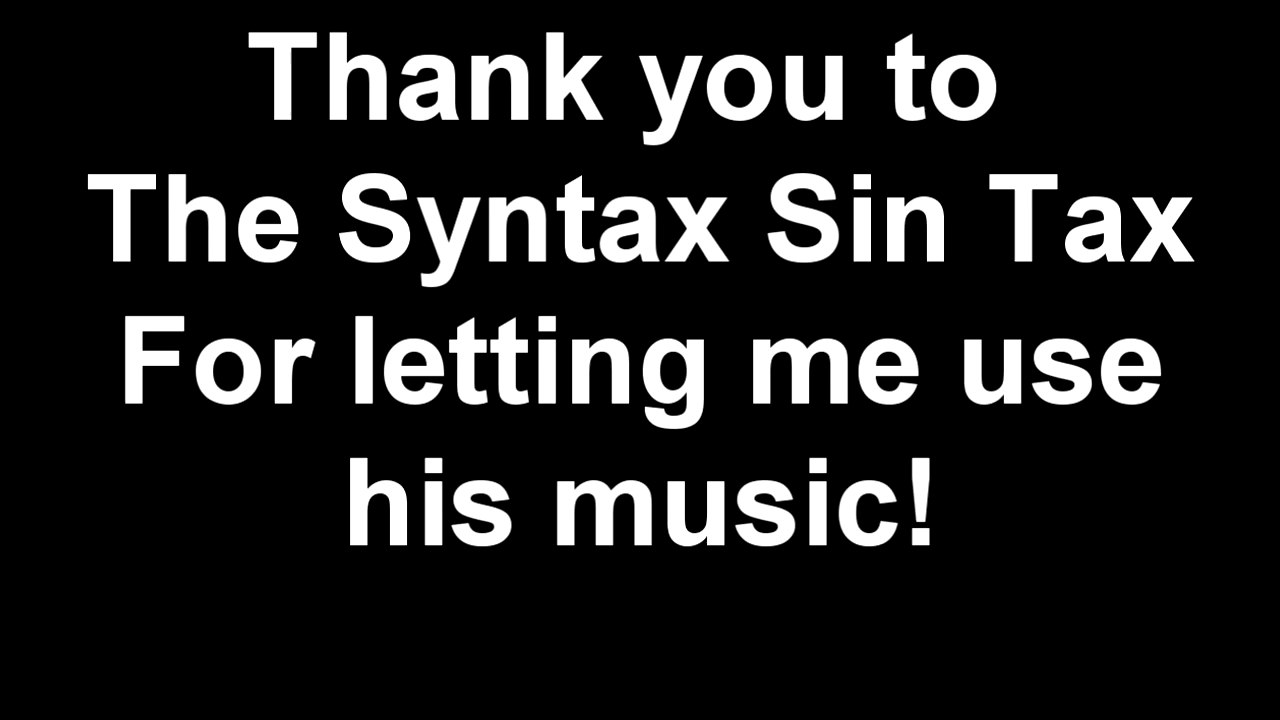 Thank you to
The Syntax Sin Tax
For letting me use
his music!